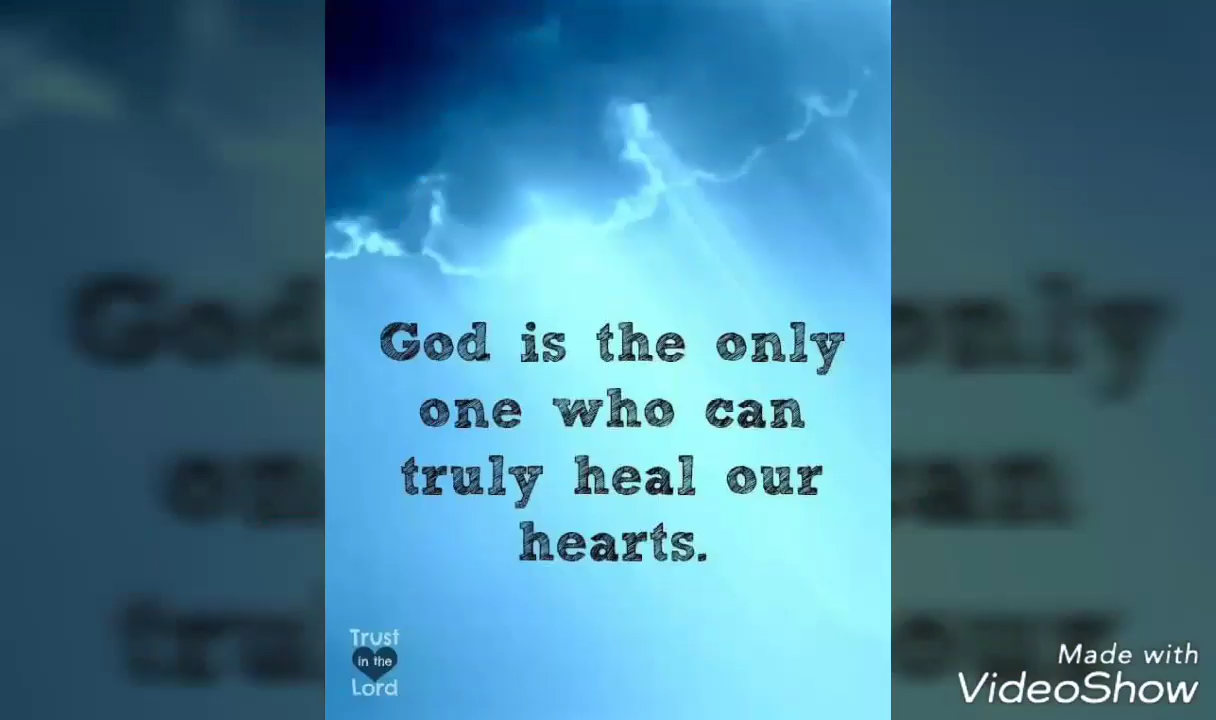 God is the only
one who can
truly heal our
hearts.
Trust
in the
Lord
Made with
VideoShow